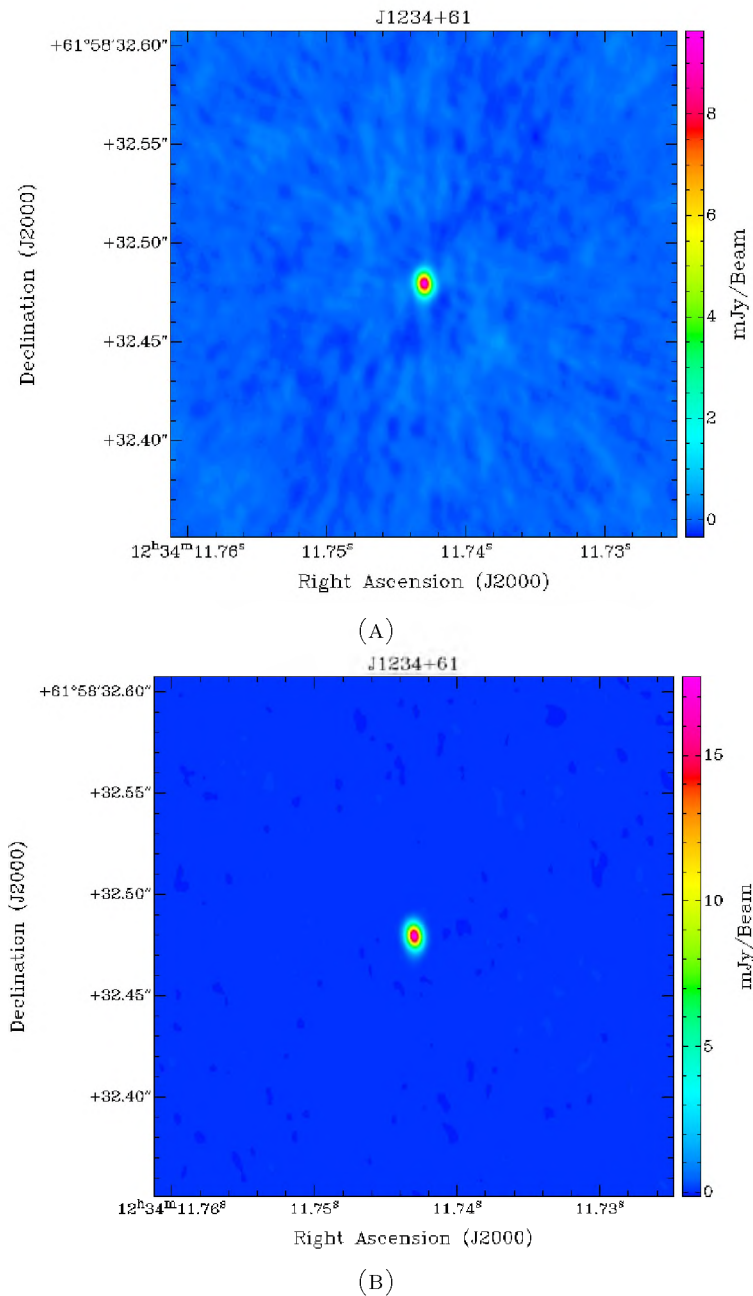 J1234+61
+61°58′32.60″
+32.55″
+32.50″
+32.45″
+32.40″
Declination (J2000)
12ʰ34ᵐ11.76ˢ
11.75ˢ
11.74ˢ
11.73ˢ
Right Ascension (J2000)
8
6
4
2
0
mJy/Beam
(A)
J1234+61
+61°58′32.60″
+32.55″
+32.50″
+32.45″
+32.40″
Declination (J2000)
12ʰ34ᵐ11.76ˢ
11.75ˢ
11.74ˢ
11.73ˢ
Right Ascension (J2000)
15
10
5
0
mJy/Beam
(B)